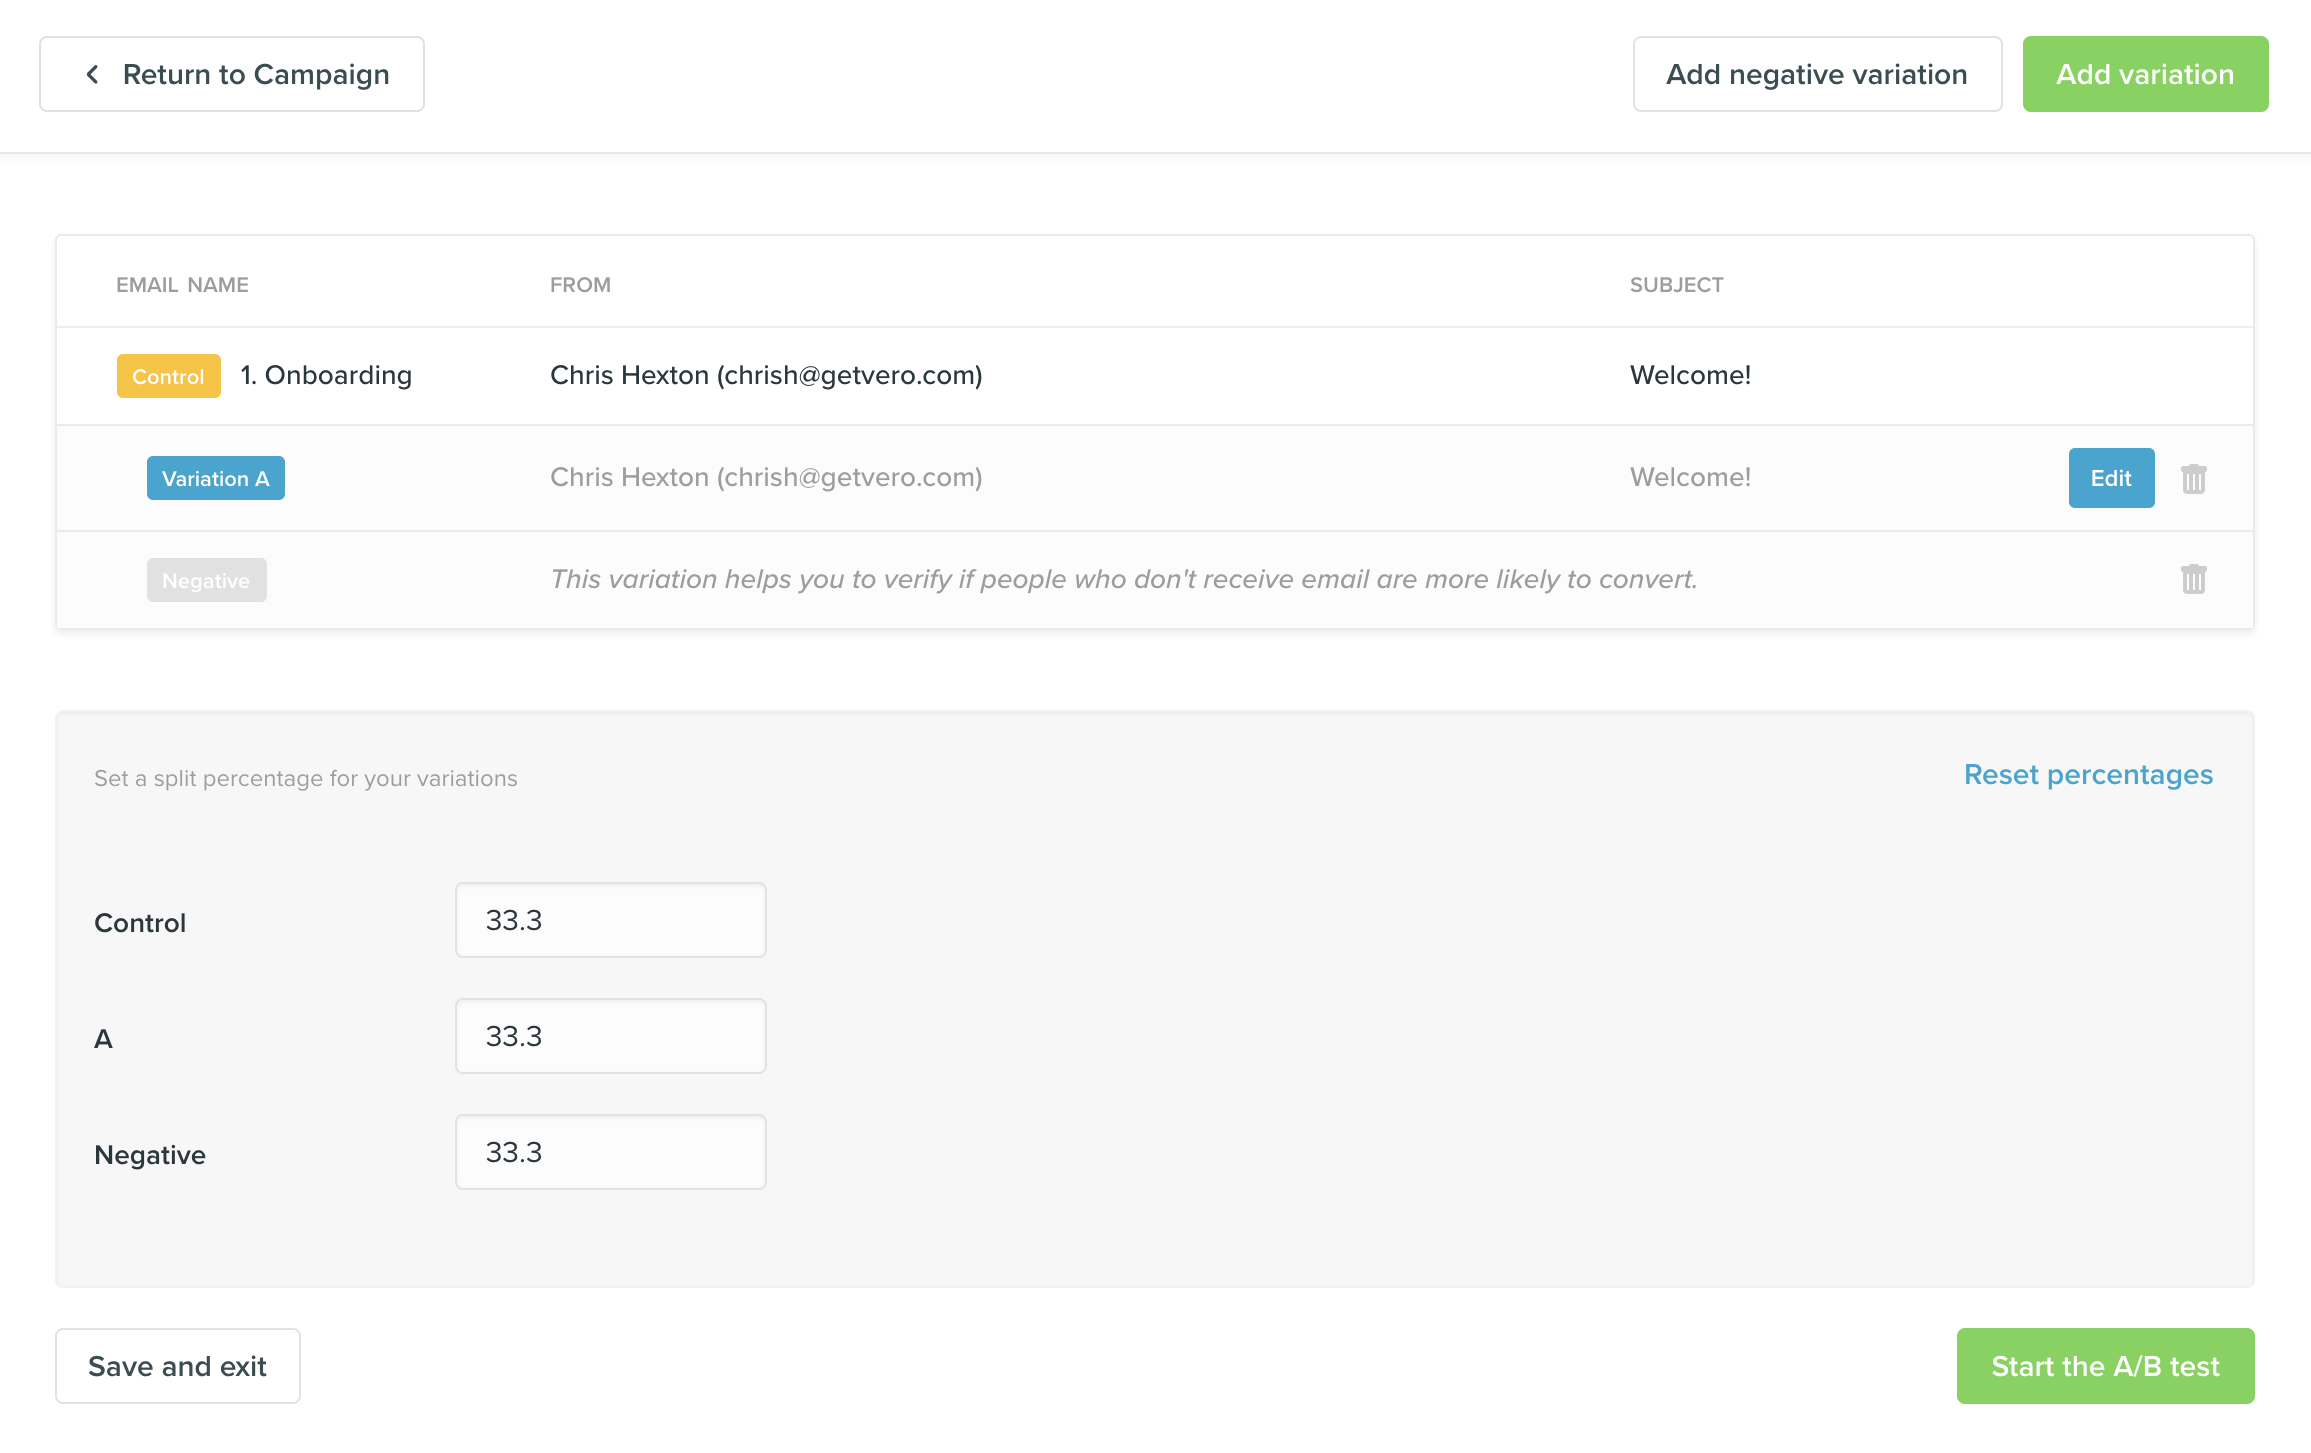 Return to Campaign
Add negative variation
Add variation
EMAIL NAME FROM SUBJECT
Control 1. Onboarding Chris Hexton (chrish@getvero.com) Welcome!
Variation A Chris Hexton (chrish@getvero.com) Welcome! Edit
Negative This variation helps you to verify if people who don't receive email are more likely to convert.
Set a split percentage for your variations
Reset percentages
Control 33.3
A 33.3
Negative 33.3
Save and exit
Start the A/B test